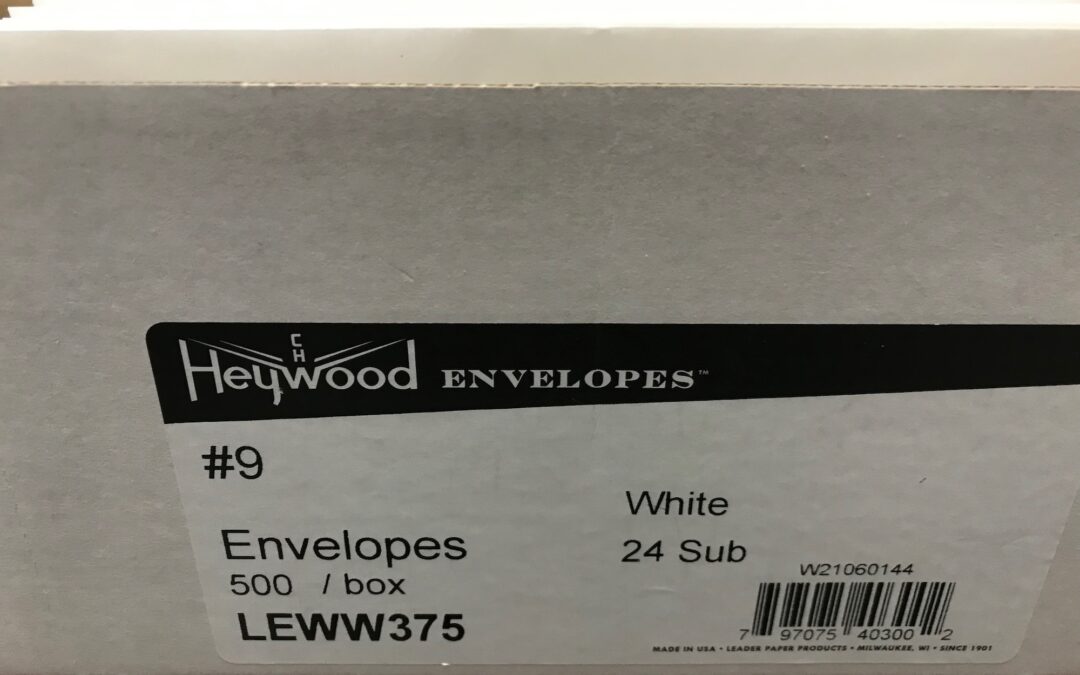 CH
Heywood ENVELOPES™
#9
White
Envelopes
24 Sub
500 / box
W21060144
LEWW375
7 97075 40300 2
MADE IN USA • LEADER PAPER PRODUCTS • MILWAUKEE, WI • SINCE 1901